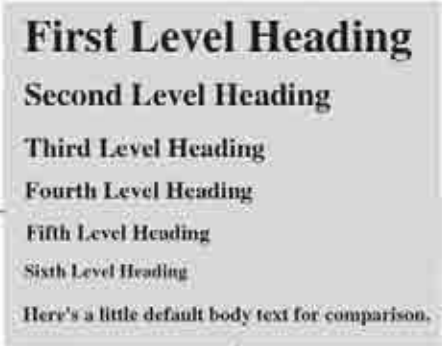 First Level Heading
Second Level Heading
Third Level Heading
Fourth Level Heading
Fifth Level Heading
Sixth Level Heading
Here's a little default body text for comparison.